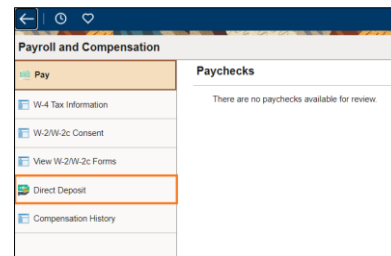 Payroll and Compensation
Pay
Paychecks
There are no paychecks available for review.
W-4 Tax Information
W-2/W-2c Consent
View W-2/W-2c Forms
Direct Deposit
Compensation History